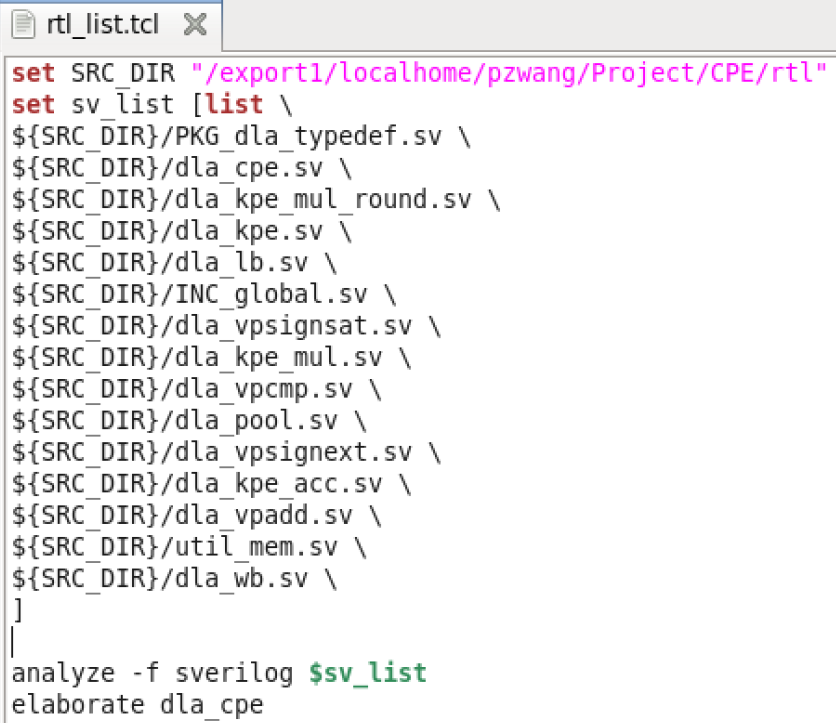 rtl_list.tcl
set SRC_DIR "/export1/localhome/pzwang/Project/CPE/rtl"
set sv_list [list \
${SRC_DIR}/PKG_dla_typedef.sv \
${SRC_DIR}/dla_cpe.sv \
${SRC_DIR}/dla_kpe_mul_round.sv \
${SRC_DIR}/dla_kpe.sv \
${SRC_DIR}/dla_lb.sv \
${SRC_DIR}/INC_global.sv \
${SRC_DIR}/dla_vpsignsat.sv \
${SRC_DIR}/dla_kpe_mul.sv \
${SRC_DIR}/dla_vpcmp.sv \
${SRC_DIR}/dla_pool.sv \
${SRC_DIR}/dla_vpsignext.sv \
${SRC_DIR}/dla_kpe_acc.sv \
${SRC_DIR}/dla_vpadd.sv \
${SRC_DIR}/util_mem.sv \
${SRC_DIR}/dla_wb.sv \
]
analyze -f sverilog $sv_list
elaborate dla_cpe